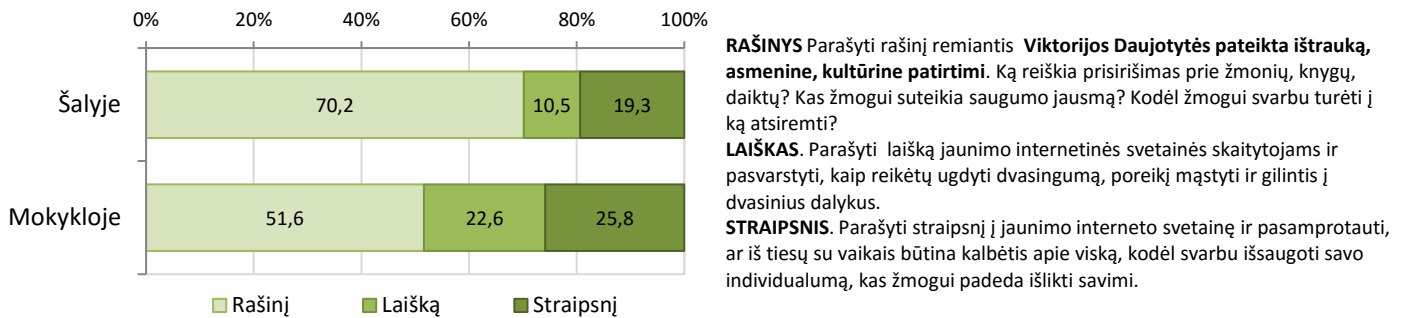 0% 20% 40% 60% 80% 100%
Šalyje 70,2 10,5 19,3
Mokykloje 51,6 22,6 25,8
Rašinį Laišką Straipsnį
RAŠINYS Parašyti rašinį remiantis Viktorijos Daujotytės pateikta ištrauką,
asmenine, kultūrine patirtimi. Ką reiškia prisirišimas prie žmonių, knygų,
daiktų? Kas žmogui suteikia saugumo jausmą? Kodėl žmogui svarbu turėti į
ką atsiremti?
LAIŠKAS. Parašyti laišką jaunimo internetinės svetainės skaitytojams ir
pasvarstyti, kaip reikėtų ugdyti dvasingumą, poreikį mąstyti ir gilintis į
dvasinius dalykus.
STRAIPSNIS. Parašyti straipsnį į jaunimo interneto svetainę ir pasamprotauti,
ar iš tiesų su vaikais būtina kalbėtis apie viską, kodėl svarbu išsaugoti savo
individualumą, kas žmogui padeda išlikti savimi.